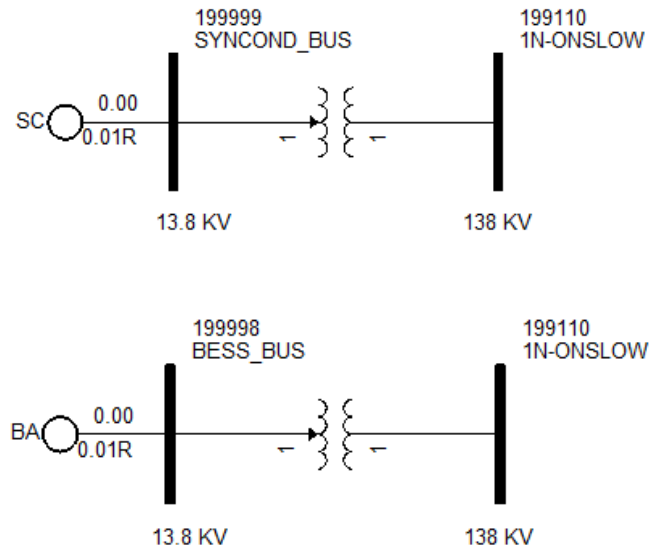 199999
SYNCOND_BUS
199110
1N-ONSLOW
SC
0.00
0.01R
1
1
13.8 KV
138 KV
199998
BESS_BUS
199110
1N-ONSLOW
BA
0.00
0.01R
1
1
13.8 KV
138 KV